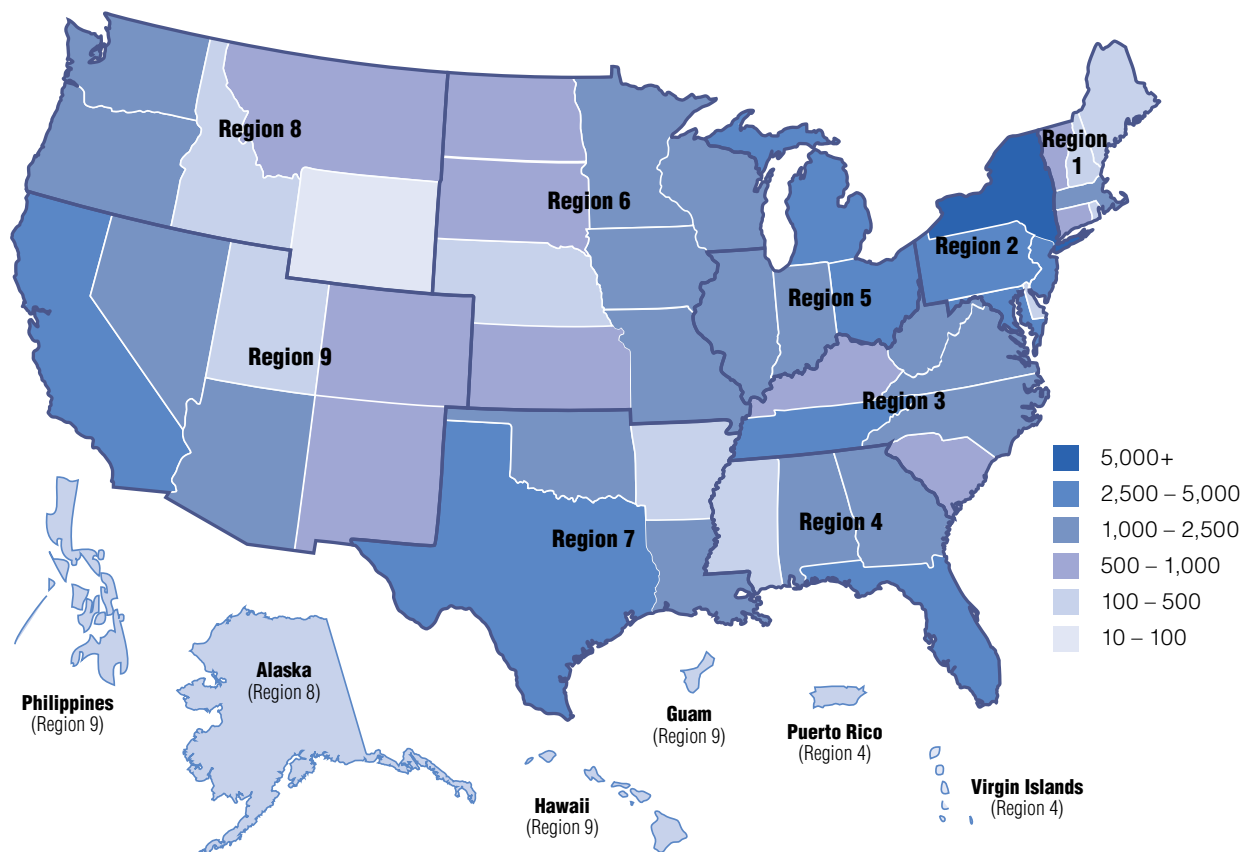 Region 8
Region
1
Region 6
Region 2
Region 5
Region 9
Region 3
Region 4
Region 7
5,000+
2,500 – 5,000
1,000 – 2,500
500 – 1,000
100 – 500
10 – 100
Philippines
(Region 9)
Alaska
(Region 8)
Guam
(Region 9)
Puerto Rico
(Region 4)
Hawaii
(Region 9)
Virgin Islands
(Region 4)